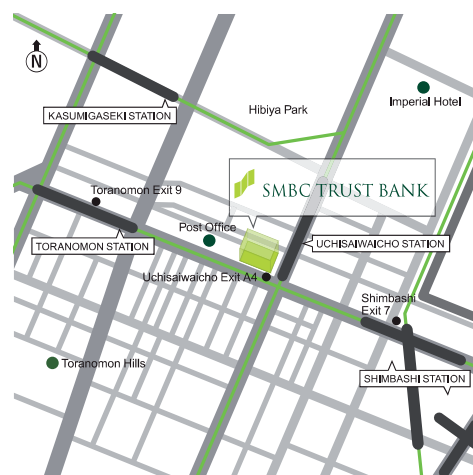 N
Imperial Hotel
Hibiya Park
KASUMIGASEKI STATION
SMBC TRUST BANK
Toranomon Exit 9
Post Office
TORANOMON STATION
UCHISAIWAICHO STATION
Uchisaiwaicho Exit A4
Shimbashi
Exit 7
Toranomon Hills
SHIMBASHI STATION